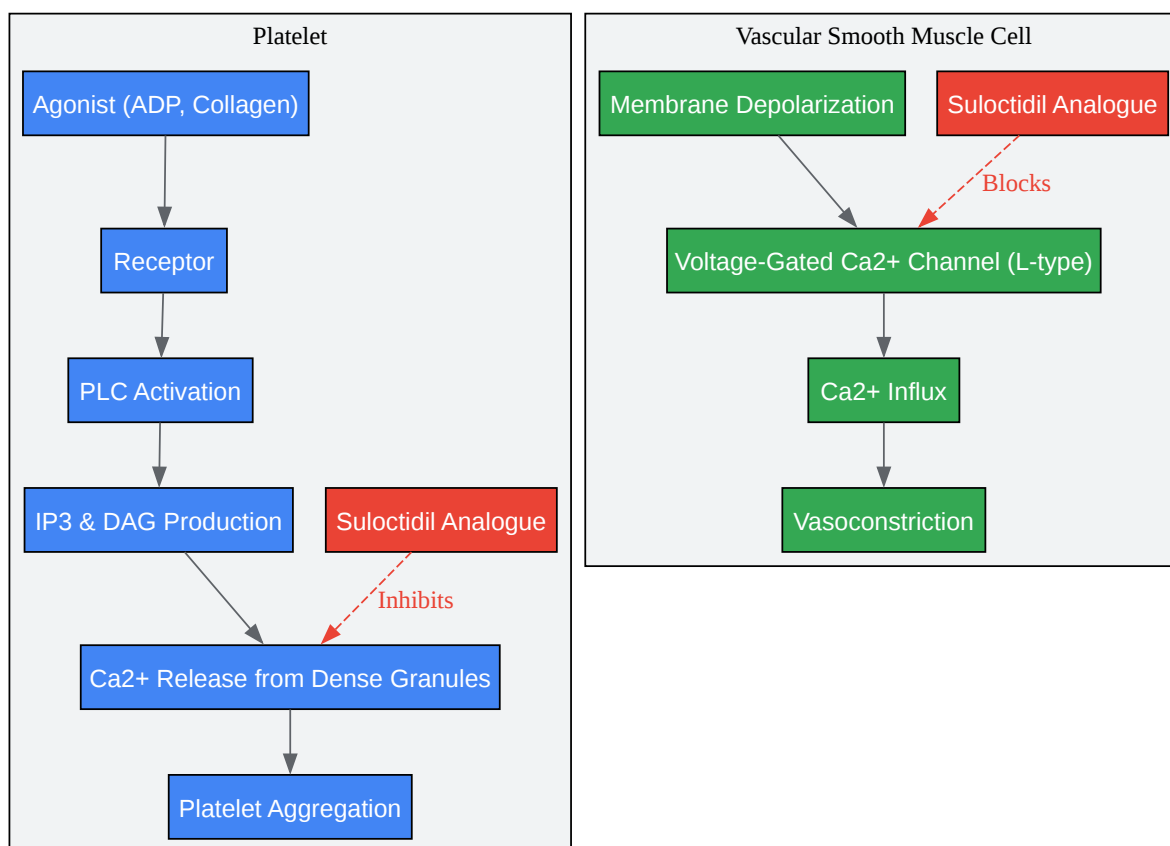 Platelet
Agonist (ADP, Collagen)
Receptor
PLC Activation
IP3 & DAG Production
Suloctidil Analogue
Inhibits
Ca2+ Release from Dense Granules
Platelet Aggregation
Vascular Smooth Muscle Cell
Membrane Depolarization
Suloctidil Analogue
Blocks
Voltage-Gated Ca2+ Channel (L-type)
Ca2+ Influx
Vasoconstriction